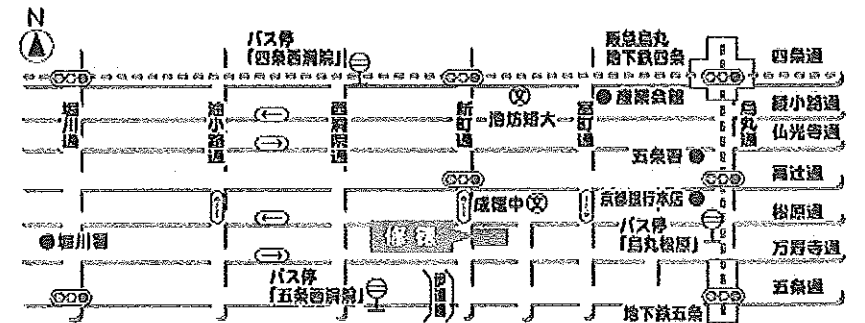 N
バス停
「四条西洞院」
阪急烏丸
地下鉄四条
四条通
堀川通
油小路通
西洞院通
新町通
池坊短大
室町通
産業会館
烏丸通
綾小路通
仏光寺通
五条署
高辻通
成徳中
京都銀行本店
松原通
堀川署
バス停
「烏丸松原」
万寿寺通
バス停
「五条西洞院」
五条通
地下鉄五条